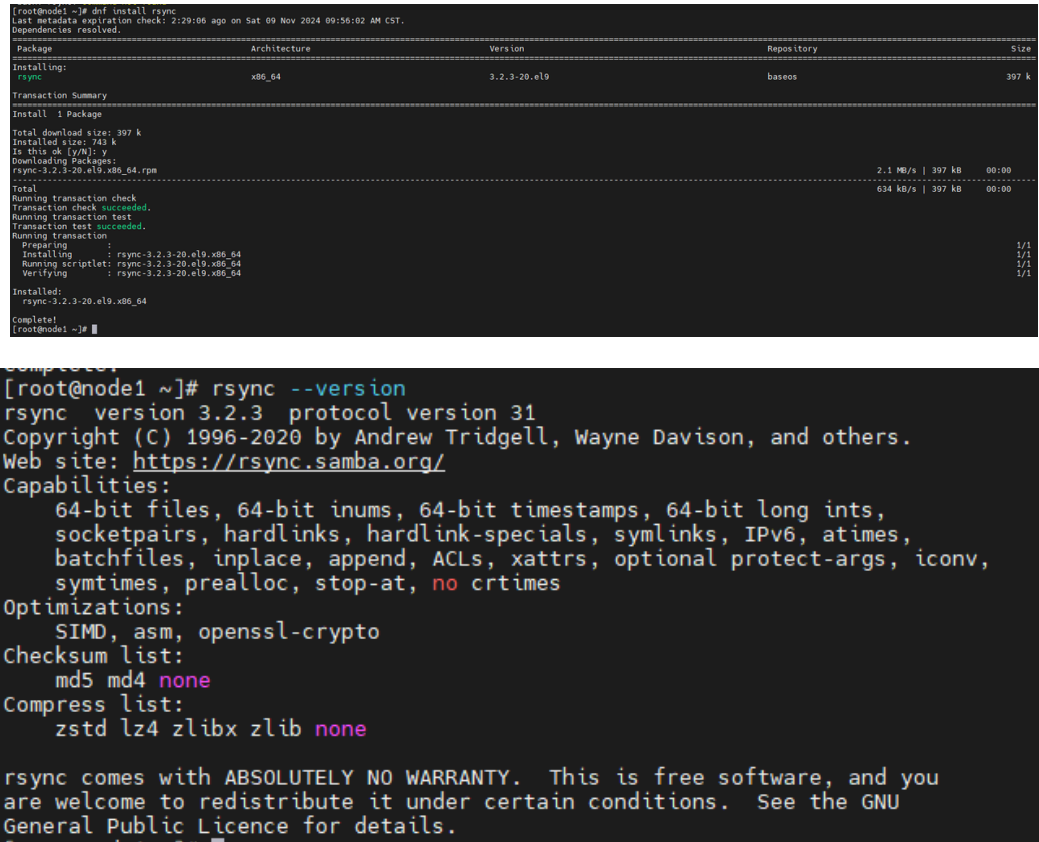 [root@node1 ~]# dnf install rsync
Last metadata expiration check: 2:29:06 ago on Sat 09 Nov 2024 09:56:02 AM CST.
Dependencies resolved.
Package Architecture Version Repository Size
Installing:
rsync x86_64 3.2.3-20.el9 baseos 397 k
Transaction Summary
Install 1 Package
Total download size: 397 k
Installed size: 743 k
Is this ok [y/N]: y
Downloading Packages:
rsync-3.2.3-20.el9.x86_64.rpm 2.1 MB/s | 397 kB 00:00
Total 634 kB/s | 397 kB 00:00
Running transaction check
Transaction check succeeded.
Running transaction test
Transaction test succeeded.
Running transaction
Preparing : 1/1
Installing : rsync-3.2.3-20.el9.x86_64 1/1
Running scriptlet: rsync-3.2.3-20.el9.x86_64 1/1
Verifying : rsync-3.2.3-20.el9.x86_64 1/1
Installed:
rsync-3.2.3-20.el9.x86_64
Complete!
[root@node1 ~]#
[root@node1 ~]# rsync --version
rsync version 3.2.3 protocol version 31
Copyright (C) 1996-2020 by Andrew Tridgell, Wayne Davison, and others.
Web site: https://rsync.samba.org/
Capabilities:
64-bit files, 64-bit inums, 64-bit timestamps, 64-bit long ints,
socketpairs, hardlinks, hardlink-specials, symlinks, IPv6, atimes,
batchfiles, inplace, append, ACLs, xattrs, optional protect-args, iconv,
symtimes, prealloc, stop-at, no crtimes
Optimizations:
SIMD, asm, openssl-crypto
Checksum list:
md5 md4 none
Compress list:
zstd lz4 zlibx zlib none
rsync comes with ABSOLUTELY NO WARRANTY. This is free software, and you
are welcome to redistribute it under certain conditions. See the GNU
General Public Licence for details.